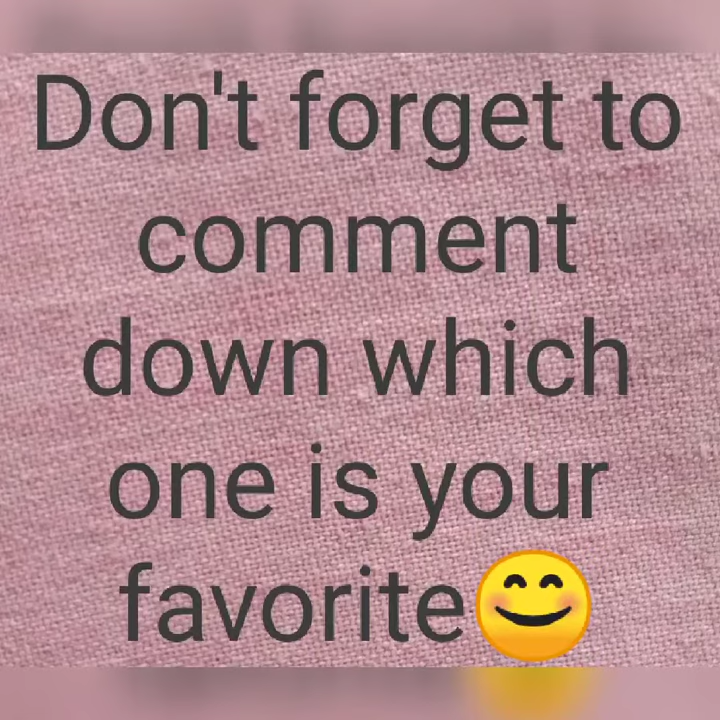 Don't forget to
comment
down which
one is your
favorite😊